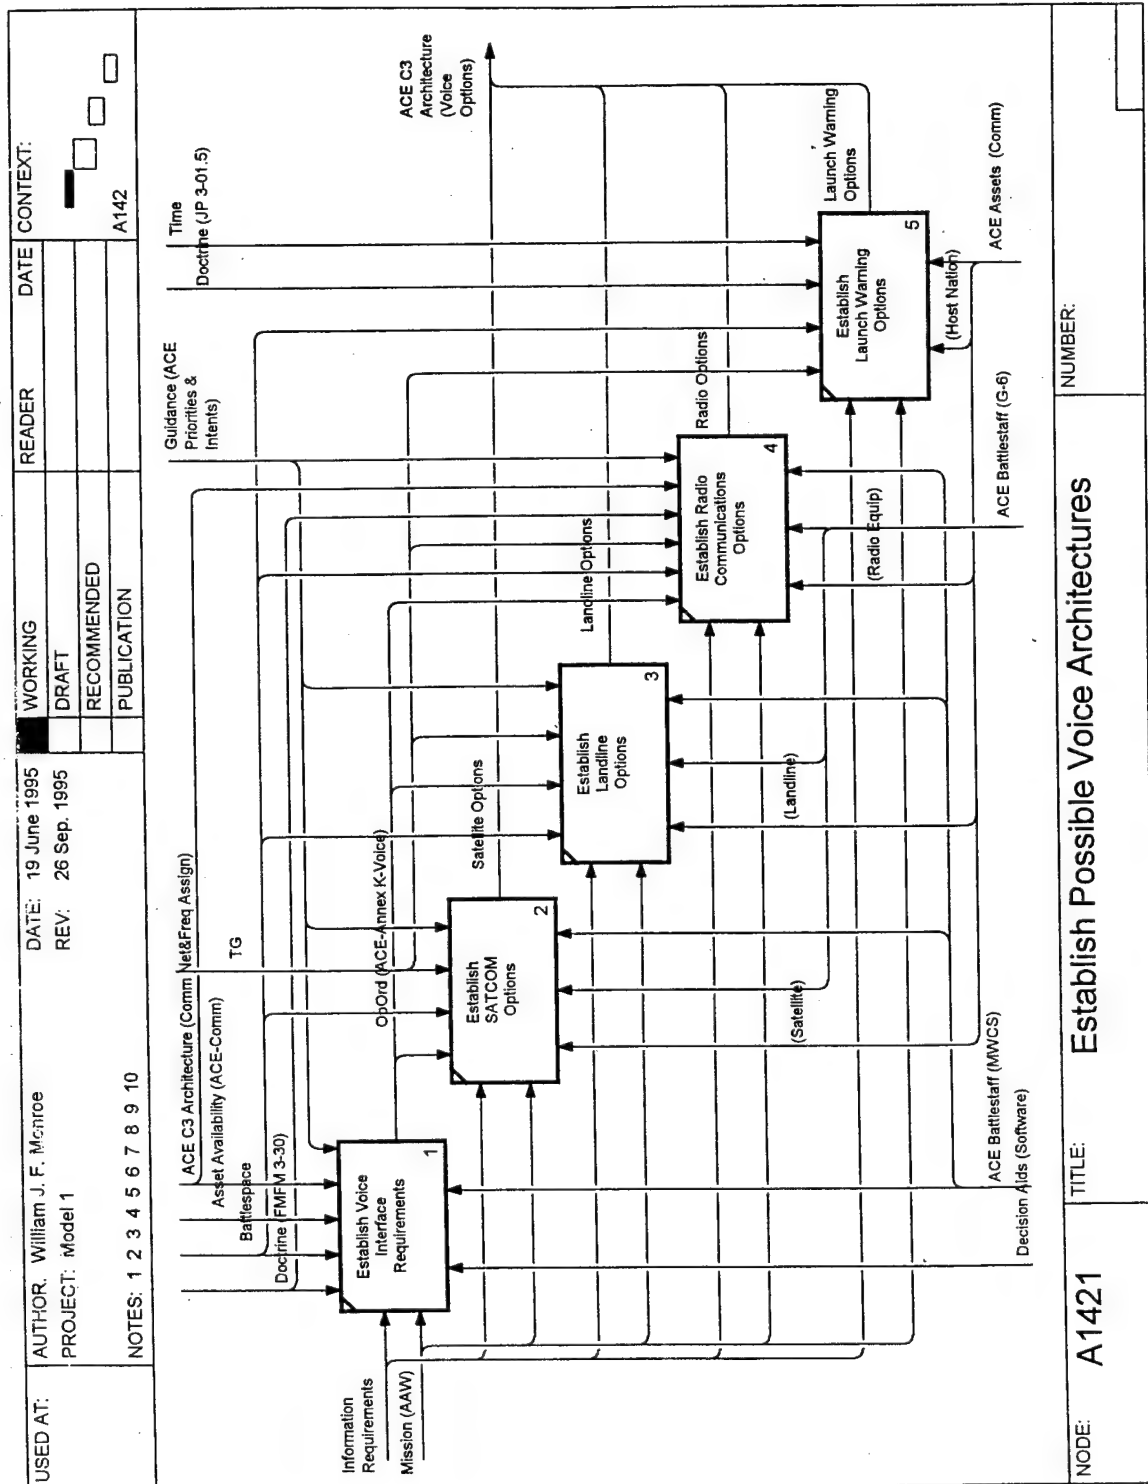 USED AT:
AUTHOR: William J. F. Monroe
PROJECT: Model 1
NOTES: 1 2 3 4 5 6 7 8 9 10
DATE: 19 June 1995
REV: 26 Sep. 1995
WORKING
DRAFT
RECOMMENDED
PUBLICATION
READER
DATE
CONTEXT:
A142
ACE C3 Architecture (Comm Net&Freq Assign)
Asset Availability (ACE-Comm)
Battlespace
Doctrine (FMFM 3-30)
TG
Guidance (ACE
Priorities &
Intents)
Time
Doctrine (JP 3-01.5)
Information
Requirements
Mission (AAW)
Establish Voice
Interface
Requirements
1
OpOrd (ACE-Annex K-Voice)
Establish
SATCOM
Options
2
Satellite Options
Establish
Landline
Options
3
Landline Options
Establish Radio
Communications
Options
4
Radio Options
Establish
Launch Warning
Options
5
Launch Warning
Options
ACE C3
Architecture
(Voice
Options)
(Satellite)
(Landline)
(Radio Equip)
(Host Nation)
Decision Aids (Software)
ACE Battlestaff (MWCS)
ACE Battlestaff (G-6)
ACE Assets (Comm)
NODE:
A1421
TITLE:
Establish Possible Voice Architectures
NUMBER: